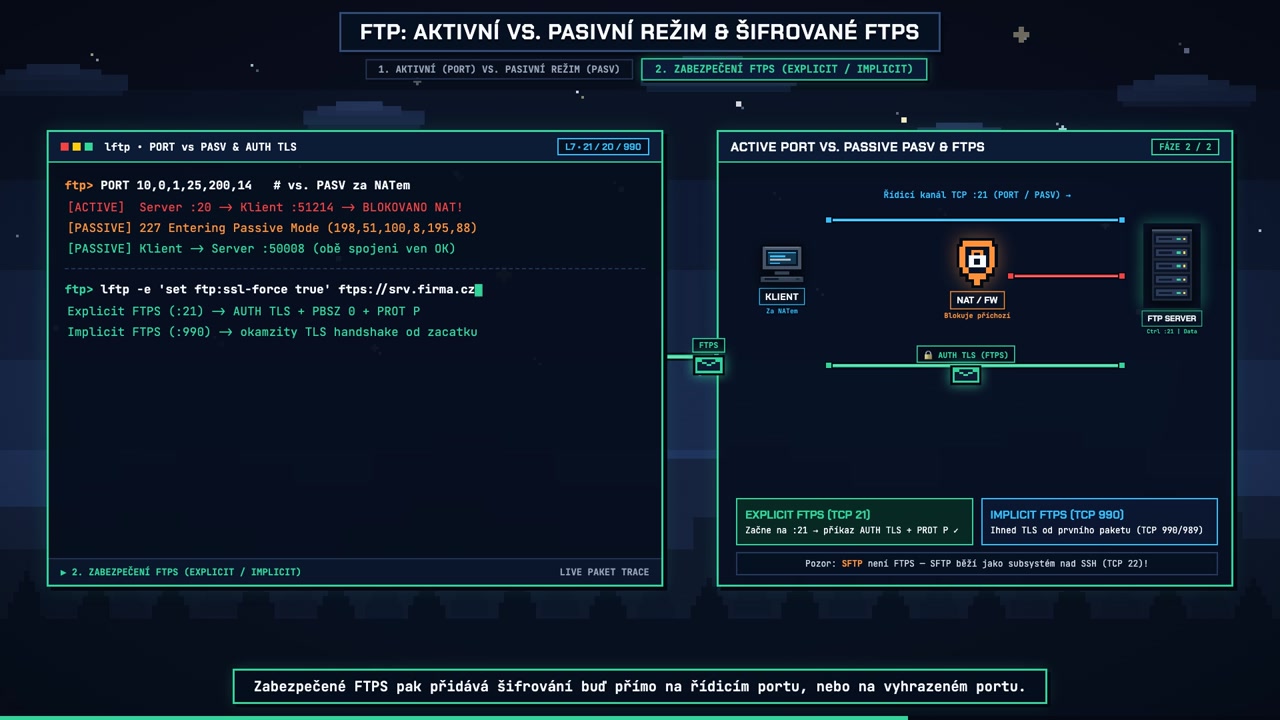 FTP: AKTIVNÍ VS. PASIVNÍ REŽIM & ŠIFROVANÉ FTPS
1. AKTIVNÍ (PORT) VS. PASIVNÍ REŽIM (PASV)
2. ZABEZPEČENÍ FTPS (EXPLICIT / IMPLICIT)
lftp • PORT vs PASV & AUTH TLS
L7 • 21 / 20 / 990
ftp> PORT 10,0,1,25,200,14 # vs. PASV za NATem
[ACTIVE] Server :20 → Klient :51214 → BLOKOVANO NAT!
[PASSIVE] 227 Entering Passive Mode (198,51,100,8,195,88)
[PASSIVE] Klient → Server :50008 (obě spojeni ven OK)
ftp> lftp -e 'set ftp:ssl-force true' ftps://srv.firma.cz
Explicit FTPS (:21) → AUTH TLS + PBSZ 0 + PROT P
Implicit FTPS (:990) → okamzity TLS handshake od zacatku
▶ 2. ZABEZPEČENÍ FTPS (EXPLICIT / IMPLICIT)
LIVE PAKET TRACE
FTPS
ACTIVE PORT VS. PASSIVE PASV & FTPS
FÁZE 2 / 2
Řídicí kanál TCP :21 (PORT / PASV) →
KLIENT
Za NATem
NAT / FW
Blokuje příchozí
FTP SERVER
Ctrl :21 | Data
AUTH TLS (FTPS)
EXPLICIT FTPS (TCP 21)
Začne na :21 → příkaz AUTH TLS + PROT P ✓
IMPLICIT FTPS (TCP 990)
Ihned TLS od prvního paketu (TCP 990/989)
Pozor: SFTP není FTPS — SFTP běží jako subsystém nad SSH (TCP 22)!
Zabezpečené FTPS pak přidává šifrování buď přímo na řídicím portu, nebo na vyhrazeném portu.